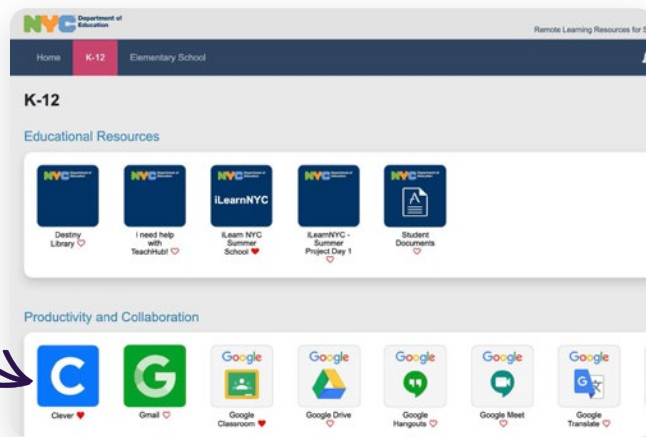 NYC Department of
Education
Remote Learning Resources for S
Home K-12 Elementary School
K-12
Educational Resources
NYC Department of Education
NYC Department of Education
NYC Department of Education
NYC Department of Education
NYC Department of Education
iLearnNYC
Destiny
Library
I need help
with
TeachHub!
iLearn NYC
Summer
School
iLearnNYC -
Summer
Project Day 1
Student
Documents
Productivity and Collaboration
C
G
Google
Google
Google
Google
Google
Clever
Gmail
Google
Classroom
Google Drive
Google
Hangouts
Google Meet
Google
Translate